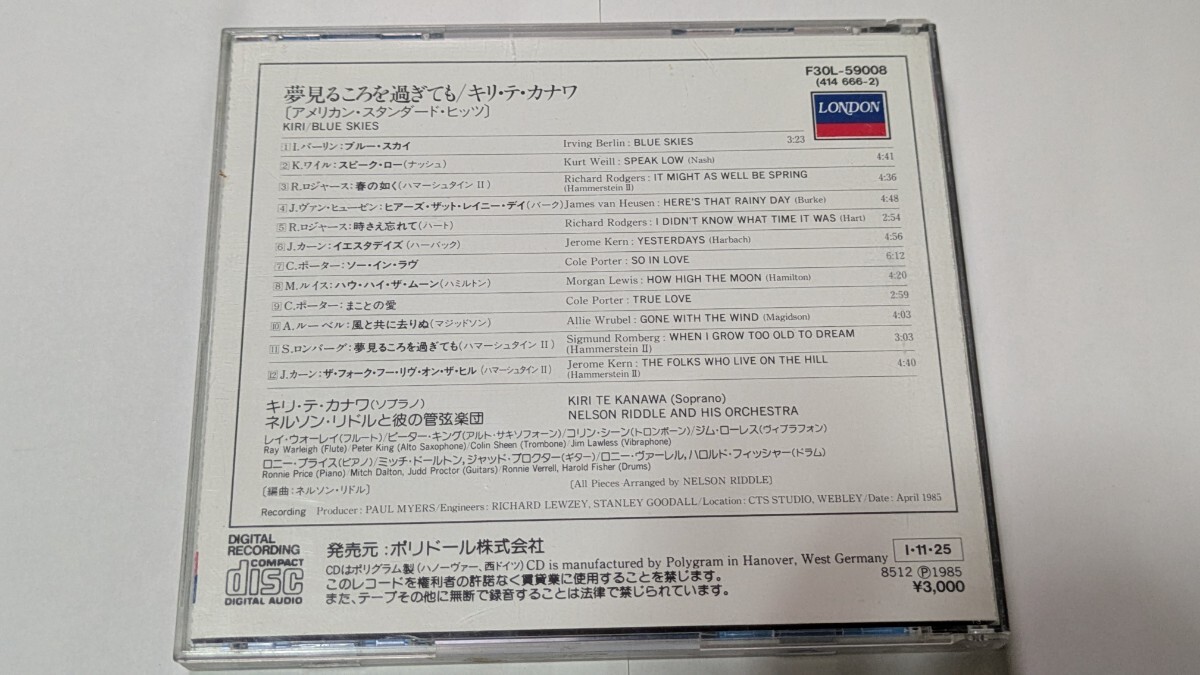 F30L-59008
(414 666-2)
LONDON
夢見るころを過ぎても/キリ・テ・カナワ
[アメリカン・スタンダード・ヒッツ]
KIRI/BLUE SKIES
1 I.バーリン:ブルー・スカイ Irving Berlin : BLUE SKIES 3:23
2 K.ワイル:スピーク・ロー(ナッシュ) Kurt Weill : SPEAK LOW (Nash) 4:41
3 R.ロジャース:春の如く(ハマーシュタイン II) Richard Rodgers : IT MIGHT AS WELL BE SPRING 4:36
(Hammerstein II)
4 J.ヴァン・ヒューゼン:ヒアーズ・ザット・レイニー・デイ(バーク) James van Heusen : HERE'S THAT RAINY DAY (Burke) 4:48
5 R.ロジャース:時さえ忘れて(ハート) Richard Rodgers : I DIDN'T KNOW WHAT TIME IT WAS (Hart) 2:54
6 J.カーン:イエスタデイズ(ハーバック) Jerome Kern : YESTERDAYS (Harbach) 4:56
7 C.ポーター:ソー・イン・ラヴ Cole Porter : SO IN LOVE 6:12
8 M.ルイス:ハウ・ハイ・ザ・ムーン(ハミルトン) Morgan Lewis : HOW HIGH THE MOON (Hamilton) 4:20
9 C.ポーター:まことの愛 Cole Porter : TRUE LOVE 2:59
10 A.ルーベル:風と共に去りぬ(マジッドソン) Allie Wrubel : GONE WITH THE WIND (Magidson) 4:03
11 S.ロンバーグ:夢見るころを過ぎても(ハマーシュタイン II) Sigmund Romberg : WHEN I GROW TOO OLD TO DREAM 3:03
(Hammerstein II)
12 J.カーン:ザ・フォーク・フー・リヴ・オン・ザ・ヒル(ハマーシュタイン II) Jerome Kern : THE FOLKS WHO LIVE ON THE HILL 4:40
(Hammerstein II)
キリ・テ・カナワ(ソプラノ) KIRI TE KANAWA (Soprano)
ネルソン・リドルと彼の管弦楽団 NELSON RIDDLE AND HIS ORCHESTRA
レイ・ウォーレイ(フルート)/ピーター・キング(アルト・サキソフォーン)/コリン・シーン(トロンボーン)/ジム・ローレス(ヴィブラフォン)
Ray Warleigh (Flute)/Peter King (Alto Saxophone)/Colin Sheen (Trombone)/Jim Lawless (Vibraphone)
ロニー・プライス(ピアノ)/ミッチ・ドールトン,ジャッド・プロクター(ギター)/ロニー・ヴァーレル,ハロルド・フィッシャー(ドラム)
Ronnie Price (Piano)/Mitch Dalton, Judd Proctor (Guitars)/Ronnie Verrell, Harold Fisher (Drums)
[編曲:ネルソン・リドル] [All Pieces Arranged by NELSON RIDDLE]
Recording Producer : PAUL MYERS/Engineers : RICHARD LEWZEY, STANLEY GOODALL/Location : CTS STUDIO, WEBLEY/Date : April 1985
DIGITAL
RECORDING
COMPACT
disc
DIGITAL AUDIO
発売元:ポリドール株式会社
CDはポリグラム製(ハノーヴァー、西ドイツ) CD is manufactured by Polygram in Hanover, West Germany
このレコードを権利者の許諾なく賃貸業に使用することを禁じます。
また、テープその他に無断で録音することは法律で禁じられています。
I・11・25
8512 Ⓟ1985
¥3,000